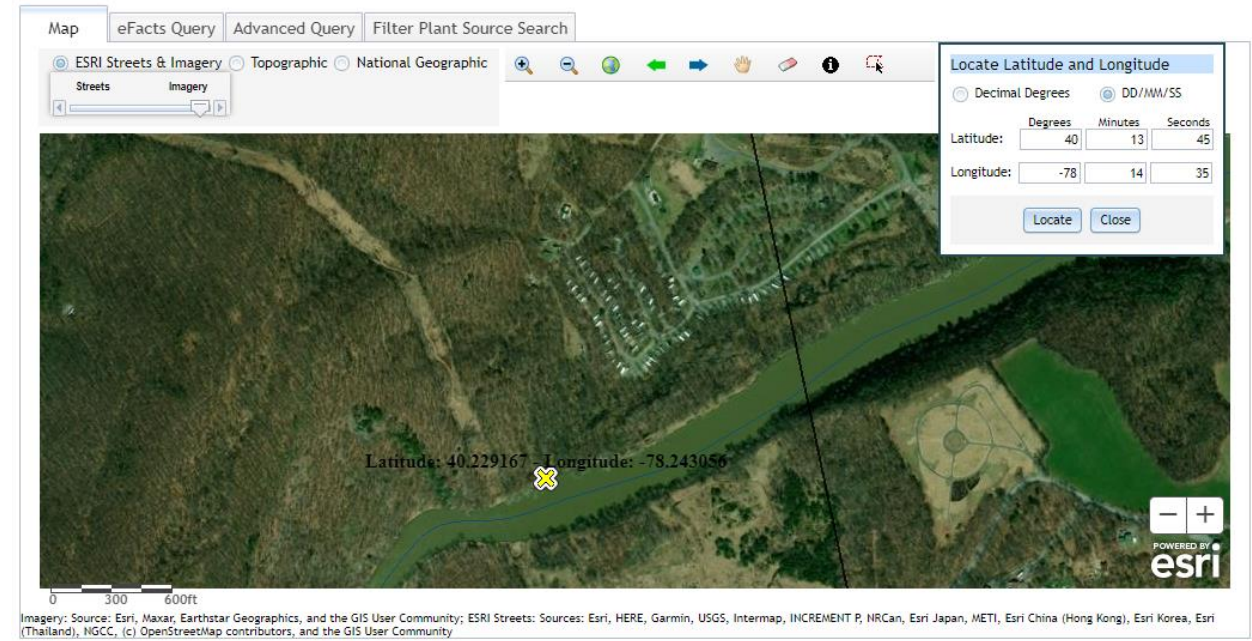 Map eFacts Query Advanced Query Filter Plant Source Search
ESRI Streets & Imagery Topographic National Geographic
Streets Imagery
Locate Latitude and Longitude
Decimal Degrees DD/MM/SS
Degrees Minutes Seconds
Latitude: 40 13 45
Longitude: -78 14 35
Locate Close
Latitude: 40.229167 - Longitude: -78.243056
POWERED BY
esri
0 300 600ft
Imagery: Source: Esri, Maxar, Earthstar Geographics, and the GIS User Community; ESRI Streets: Sources: Esri, HERE, Garmin, USGS, Intermap, INCREMENT P, NRCan, Esri Japan, METI, Esri China (Hong Kong), Esri Korea, Esri
(Thailand), NGCC, (c) OpenStreetMap contributors, and the GIS User Community